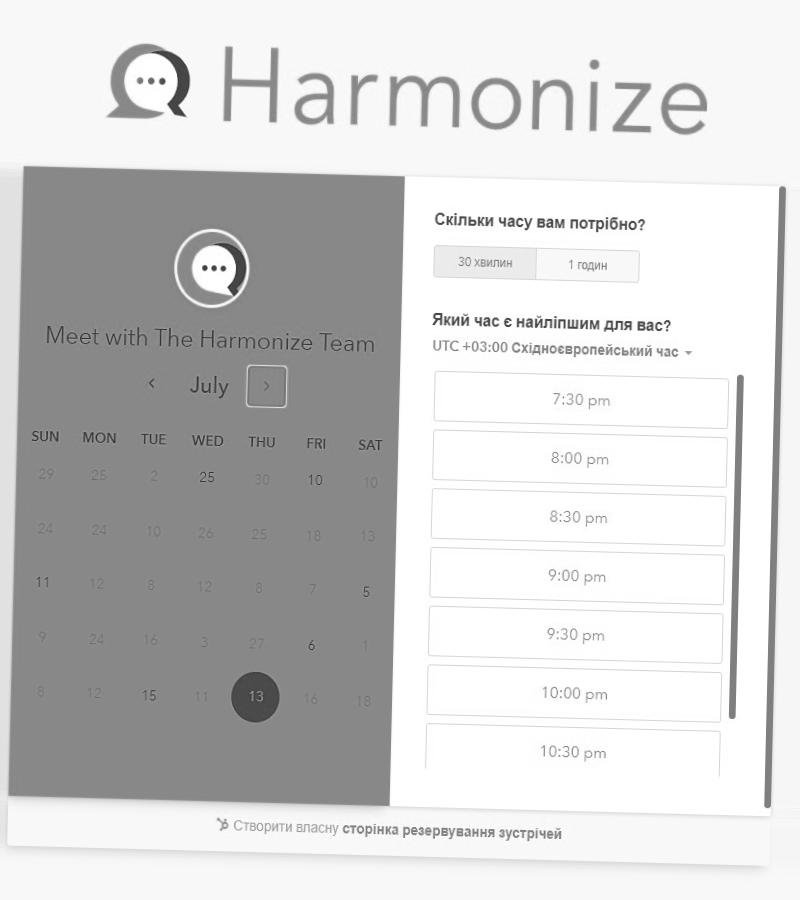 Harmonize
Meet with The Harmonize Team
July
SUN MON TUE WED THU FRI SAT
29 25 2 25 30 10 10
24 24 10 26 25 18 13
11 12 8 12 8 7 5
9 24 16 3 27 6 1
8 12 15 11 13 16 18
Скільки часу вам потрібно?
30 хвилин 1 годин
Який час є найліпшим для вас?
UTC +03:00 Східноєвропейський час
7:30 pm
8:00 pm
8:30 pm
9:00 pm
9:30 pm
10:00 pm
10:30 pm
Створити власну сторінка резервування зустрічей